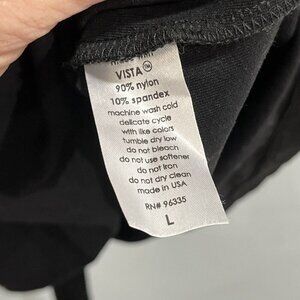 VISTA™
90% nylon
10% spandex
machine wash cold
delicate cycle
with like colors
tumble dry low
do not bleach
do not use softener
do not iron
do not dry clean
made in USA
RN# 96335
L